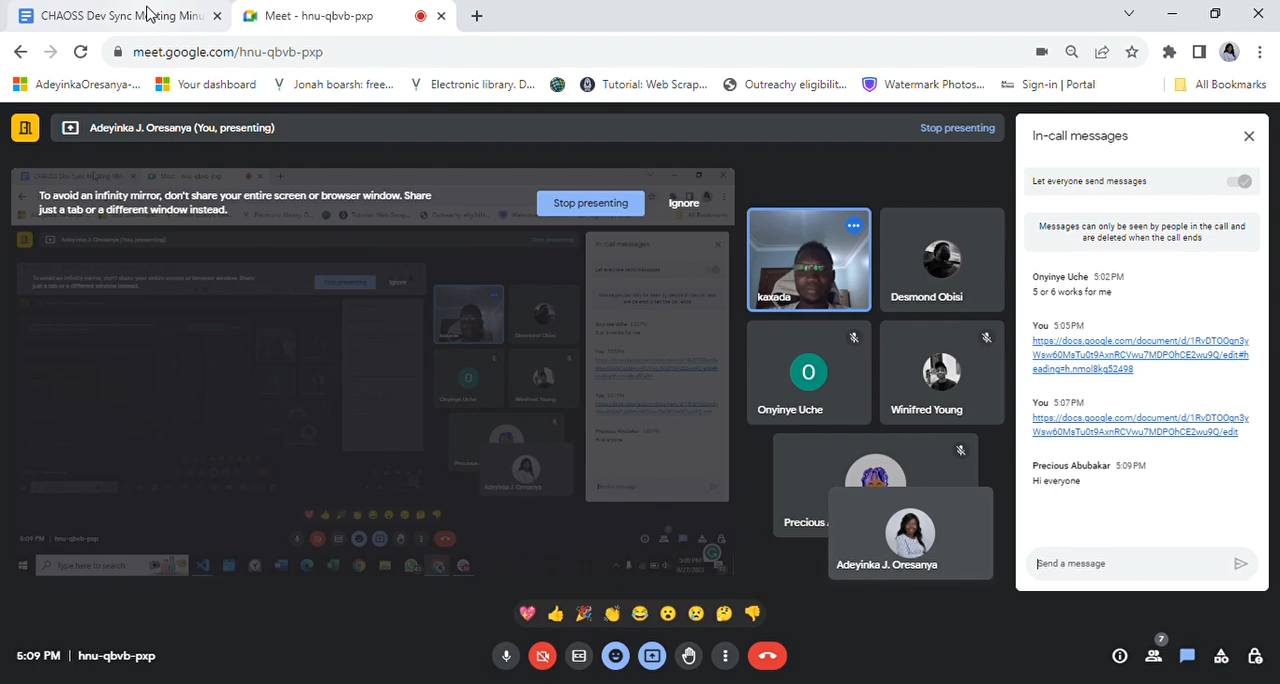 CHAOSS Dev Sync Meeting Minu
Meet - hnu-qbvb-pxp
meet.google.com/hnu-qbvb-pxp
AdeyinkaOresanya-...
Your dashboard
Jonah boarsh: free...
Electronic library. D...
Tutorial: Web Scrap...
Outreachy eligibilit...
Watermark Photos...
Sign-in | Portal
All Bookmarks
Adeyinka J. Oresanya (You, presenting)
Stop presenting
To avoid an infinity mirror, don't share your entire screen or browser window. Share
just a tab or a different window instead.
Stop presenting
Ignore
Type here to search
kaxada
Desmond Obisi
O
Onyinye Uche
Winifred Young
Precious
Adeyinka J. Oresanya
In-call messages
Let everyone send messages
Messages can only be seen by people in the call and
are deleted when the call ends
Onyinye Uche 5:02 PM
5 or 6 works for me
You 5:05 PM
https://docs.google.com/document/d/1RvDTOOqn3y
Wsw60MsTu0t9AxnRCVwu7MDPOhCE2wu9Q/edit#h
eading=h.nmol8kg52498
You 5:07 PM
https://docs.google.com/document/d/1RvDTOOqn3y
Wsw60MsTu0t9AxnRCVwu7MDPOhCE2wu9Q/edit
Precious Abubakar 5:09 PM
Hi everyone
Send a message
5:09 PM | hnu-qbvb-pxp
7